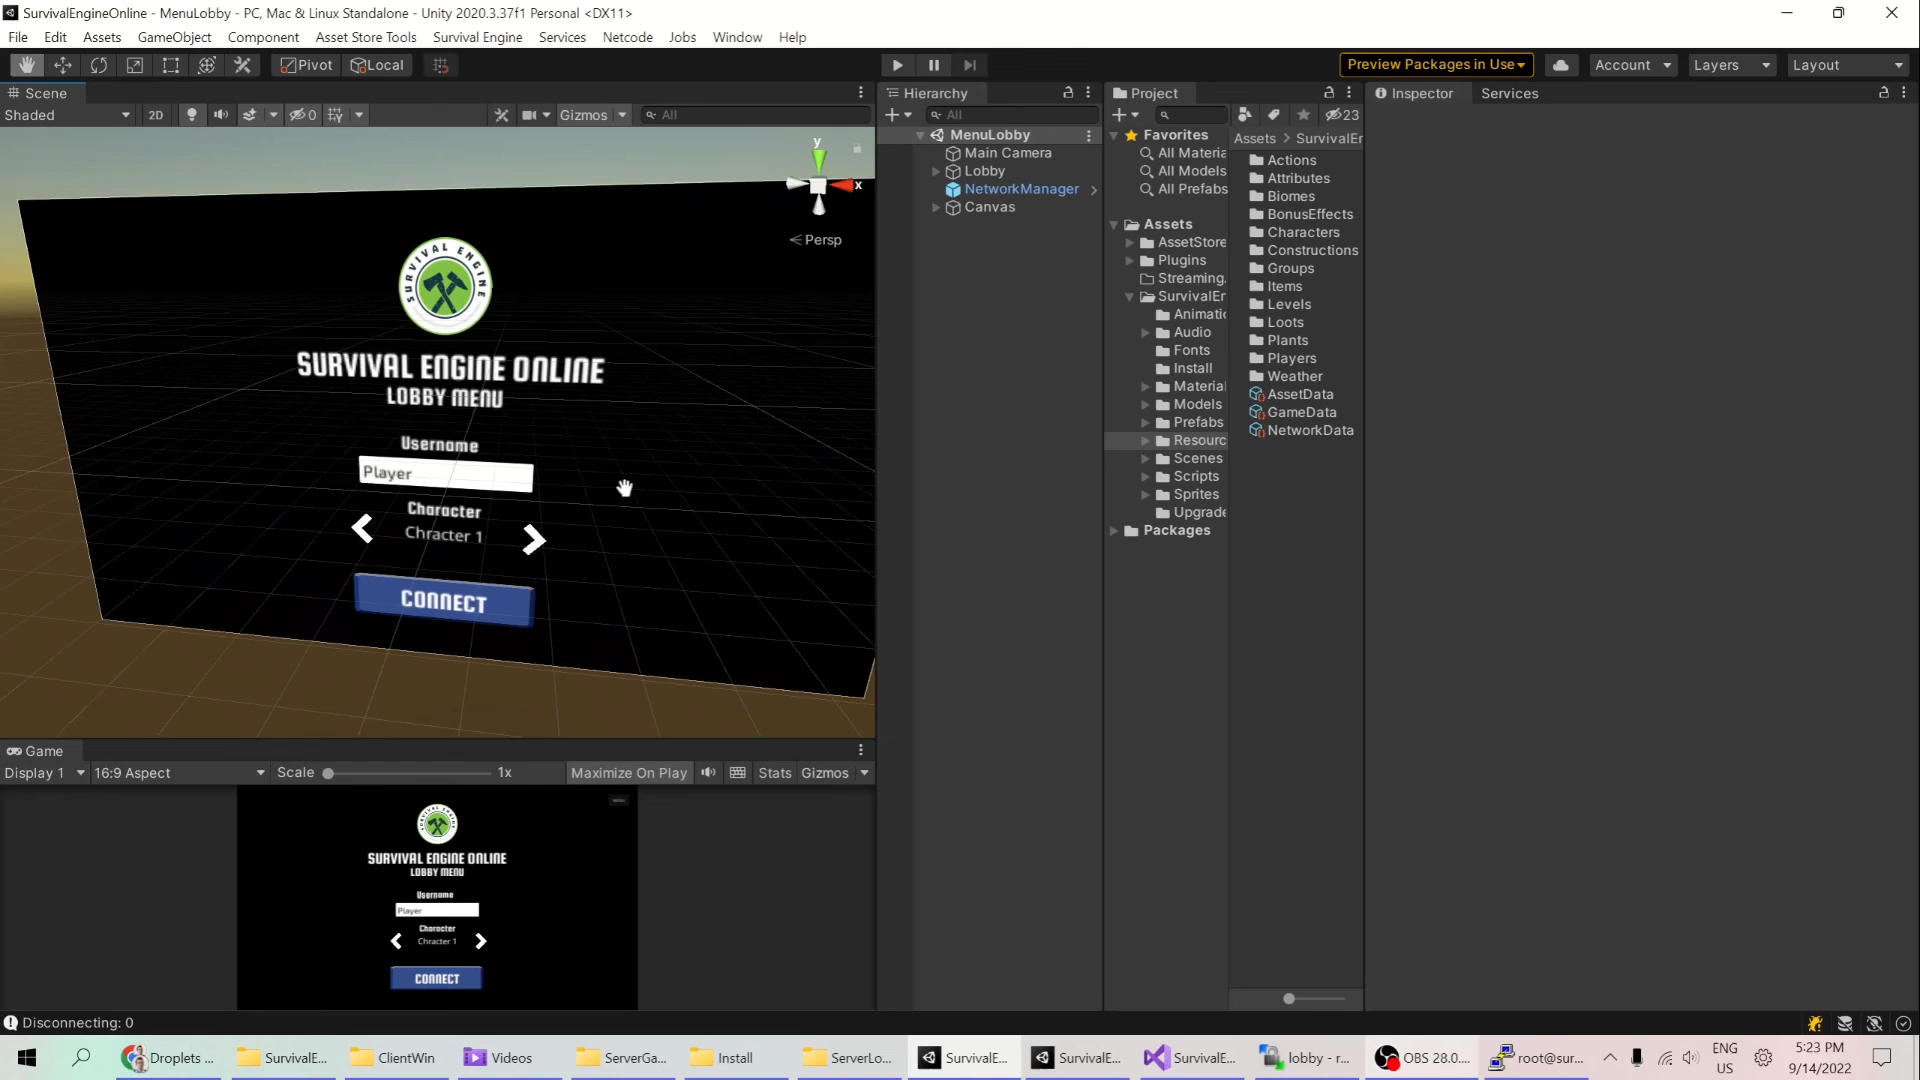 SurvivalEngineOnline - MenuLobby - PC, Mac & Linux Standalone - Unity 2020.3.37f1 Personal <DX11>
File Edit Assets GameObject Component Asset Store Tools Survival Engine Services Netcode Jobs Window Help
Pivot Local Preview Packages in Use Account Layers Layout
Scene
Shaded 2D 0 Gizmos All
y
x
Persp
SURVIVAL ENGINE
SURVIVAL ENGINE ONLINE
LOBBY MENU
Username
Player
Character
Chracter 1
CONNECT
Game
Display 1 16:9 Aspect Scale 1x Maximize On Play Stats Gizmos
SURVIVAL ENGINE ONLINE
LOBBY MENU
Username
Player
Character
Chracter 1
CONNECT
Hierarchy
All
MenuLobby
Main Camera
Lobby
NetworkManager
Canvas
Project
23
Favorites
All Materia
All Models
All Prefabs
Assets
AssetStore
Plugins
Streaming.
SurvivalEr
Animatic
Audio
Fonts
Install
Material
Models
Prefabs
Resourc
Scenes
Scripts
Sprites
Upgrade
Packages
Assets > SurvivalEr
Actions
Attributes
Biomes
BonusEffects
Characters
Constructions
Groups
Items
Levels
Loots
Plants
Players
Weather
AssetData
GameData
NetworkData
Inspector Services
Disconnecting: 0
Droplets ... SurvivalE... ClientWin Videos ServerGa... Install ServerLo... SurvivalE... SurvivalE... SurvivalE... lobby - r... OBS 28.0.... root@sur...
ENG
US
5:23 PM
9/14/2022